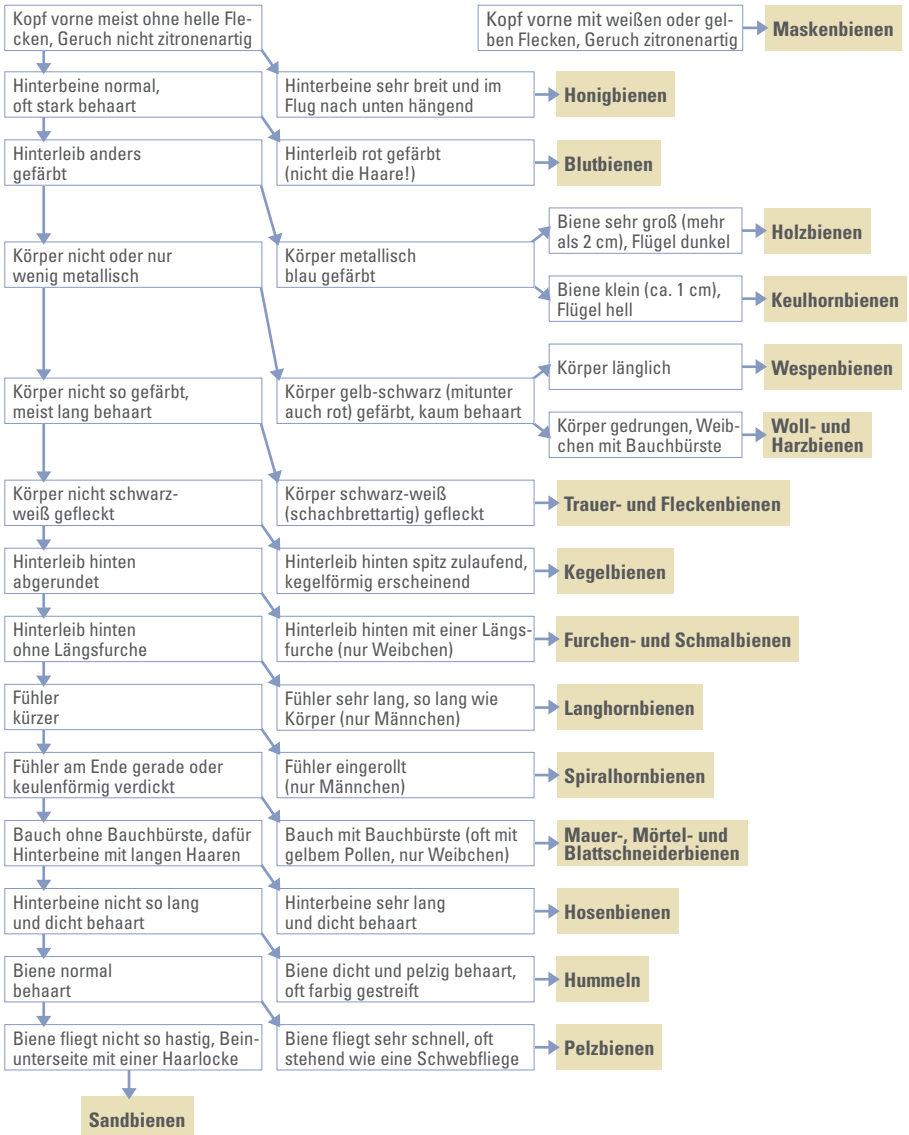 Kopf vorne meist ohne helle Fle-
cken, Geruch nicht zitronenartig
Kopf vorne mit weißen oder gel-
ben Flecken, Geruch zitronenartig
Maskenbienen
Hinterbeine normal,
oft stark behaart
Hinterbeine sehr breit und im
Flug nach unten hängend
Honigbienen
Hinterleib anders
gefärbt
Hinterleib rot gefärbt
(nicht die Haare!)
Blutbienen
Körper nicht oder nur
wenig metallisch
Körper metallisch
blau gefärbt
Biene sehr groß (mehr
als 2 cm), Flügel dunkel
Holzbienen
Biene klein (ca. 1 cm),
Flügel hell
Keulhornbienen
Körper nicht so gefärbt,
meist lang behaart
Körper gelb-schwarz (mitunter
auch rot) gefärbt, kaum behaart
Körper länglich
Wespenbienen
Körper gedrungen, Weib-
chen mit Bauchbürste
Woll- und
Harzbienen
Körper nicht schwarz-
weiß gefleckt
Körper schwarz-weiß
(schachbrettartig) gefleckt
Trauer- und Fleckenbienen
Hinterleib hinten
abgerundet
Hinterleib hinten spitz zulaufend,
kegelförmig erscheinend
Kegelbienen
Hinterleib hinten
ohne Längsfurche
Hinterleib hinten mit einer Längs-
furche (nur Weibchen)
Furchen- und Schmalbienen
Fühler
kürzer
Fühler sehr lang, so lang wie
Körper (nur Männchen)
Langhornbienen
Fühler am Ende gerade oder
keulenförmig verdickt
Fühler eingerollt
(nur Männchen)
Spiralhornbienen
Bauch ohne Bauchbürste, dafür
Hinterbeine mit langen Haaren
Bauch mit Bauchbürste (oft mit
gelbem Pollen, nur Weibchen)
Mauer-, Mörtel- und
Blattschneiderbienen
Hinterbeine nicht so lang
und dicht behaart
Hinterbeine sehr lang
und dicht behaart
Hosenbienen
Biene normal
behaart
Biene dicht und pelzig behaart,
oft farbig gestreift
Hummeln
Biene fliegt nicht so hastig, Bein-
unterseite mit einer Haarlocke
Biene fliegt sehr schnell, oft
stehend wie eine Schwebfliege
Pelzbienen
Sandbienen